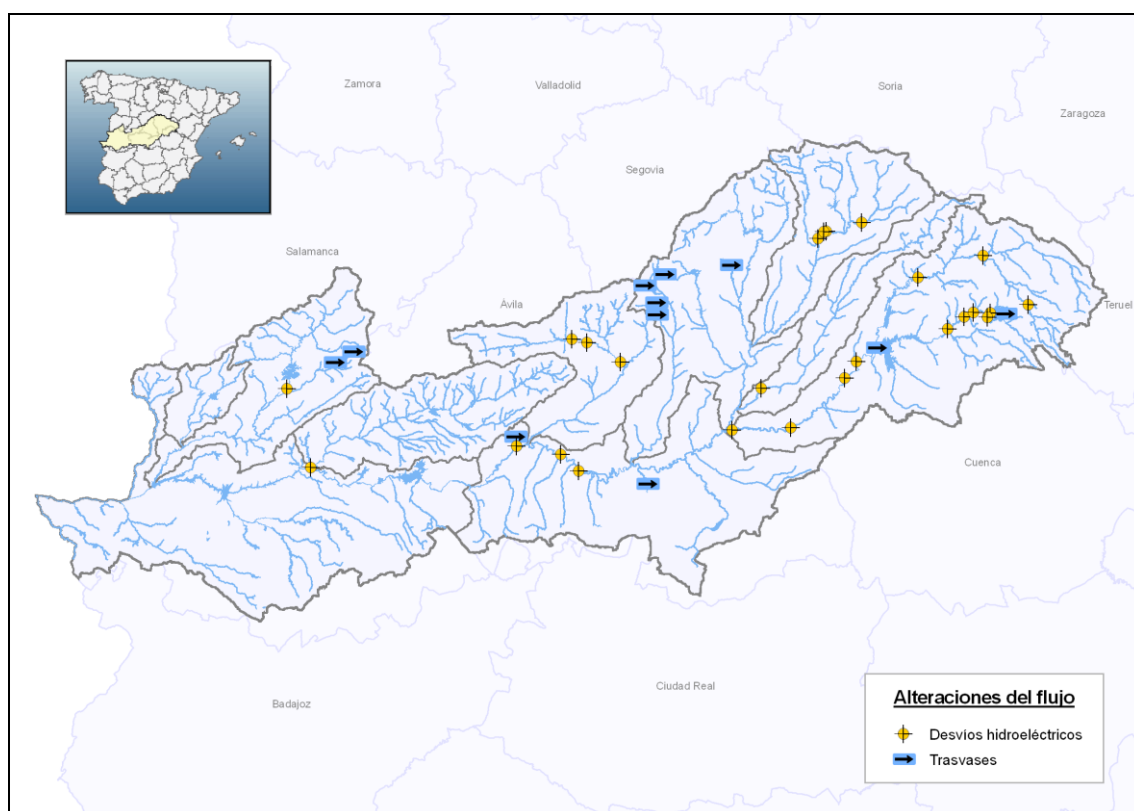 Zamora
Valladolid
Soria
Zaragoza
Segovia
Salamanca
Ávila
Teruel
Cuenca
Ciudad Real
Badajoz
Alteraciones del flujo
Desvíos hidroeléctricos
Trasvases